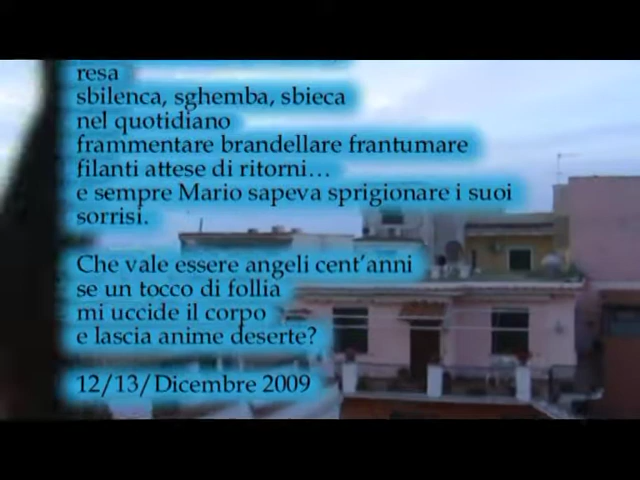 resa
sbilenca, sghemba, sbieca
nel quotidiano
frammentare brandellare frantumare
filanti attese di ritorni…
e sempre Mario sapeva sprigionare i suoi
sorrisi.
Che vale essere angeli cent'anni
se un tocco di follia
mi uccide il corpo
e lascia anime deserte?
12/13/Dicembre 2009